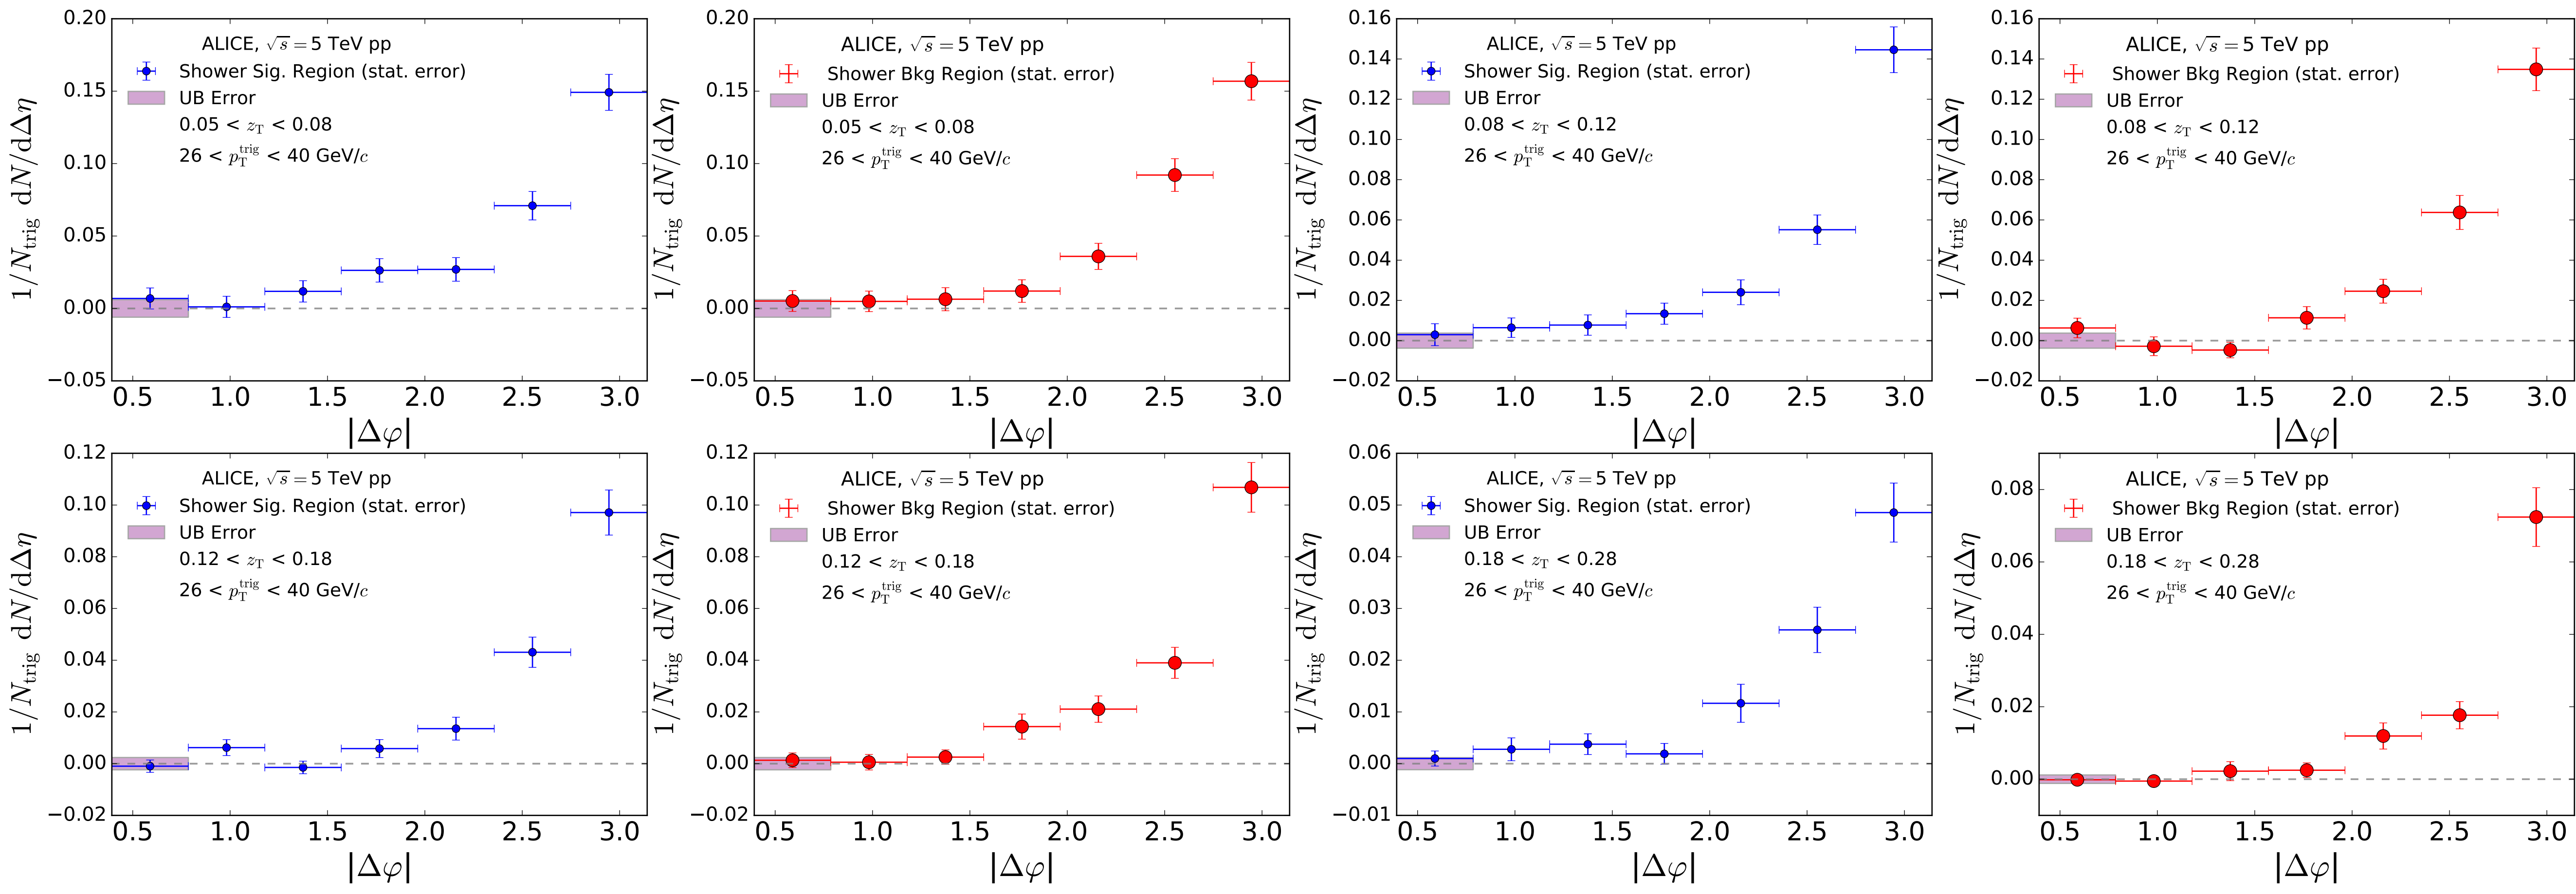 0.20
0.15
0.10
0.05
0.00
−0.05
1/N_trig dN/dΔη
ALICE, √s = 5 TeV pp
Shower Sig. Region (stat. error)
UB Error
0.05 < z_T < 0.08
26 < p_T^trig < 40 GeV/c
0.5 1.0 1.5 2.0 2.5 3.0
|Δφ|
0.20
0.15
0.10
0.05
0.00
−0.05
1/N_trig dN/dΔη
ALICE, √s = 5 TeV pp
Shower Bkg Region (stat. error)
UB Error
0.05 < z_T < 0.08
26 < p_T^trig < 40 GeV/c
0.5 1.0 1.5 2.0 2.5 3.0
|Δφ|
0.16
0.14
0.12
0.10
0.08
0.06
0.04
0.02
0.00
−0.02
1/N_trig dN/dΔη
ALICE, √s = 5 TeV pp
Shower Sig. Region (stat. error)
UB Error
0.08 < z_T < 0.12
26 < p_T^trig < 40 GeV/c
0.5 1.0 1.5 2.0 2.5 3.0
|Δφ|
0.16
0.14
0.12
0.10
0.08
0.06
0.04
0.02
0.00
−0.02
1/N_trig dN/dΔη
ALICE, √s = 5 TeV pp
Shower Bkg Region (stat. error)
UB Error
0.08 < z_T < 0.12
26 < p_T^trig < 40 GeV/c
0.5 1.0 1.5 2.0 2.5 3.0
|Δφ|
0.12
0.10
0.08
0.06
0.04
0.02
0.00
−0.02
1/N_trig dN/dΔη
ALICE, √s = 5 TeV pp
Shower Sig. Region (stat. error)
UB Error
0.12 < z_T < 0.18
26 < p_T^trig < 40 GeV/c
0.5 1.0 1.5 2.0 2.5 3.0
|Δφ|
0.12
0.10
0.08
0.06
0.04
0.02
0.00
−0.02
1/N_trig dN/dΔη
ALICE, √s = 5 TeV pp
Shower Bkg Region (stat. error)
UB Error
0.12 < z_T < 0.18
26 < p_T^trig < 40 GeV/c
0.5 1.0 1.5 2.0 2.5 3.0
|Δφ|
0.06
0.05
0.04
0.03
0.02
0.01
0.00
−0.01
1/N_trig dN/dΔη
ALICE, √s = 5 TeV pp
Shower Sig. Region (stat. error)
UB Error
0.18 < z_T < 0.28
26 < p_T^trig < 40 GeV/c
0.5 1.0 1.5 2.0 2.5 3.0
|Δφ|
0.08
0.06
0.04
0.02
0.00
1/N_trig dN/dΔη
ALICE, √s = 5 TeV pp
Shower Bkg Region (stat. error)
UB Error
0.18 < z_T < 0.28
26 < p_T^trig < 40 GeV/c
0.5 1.0 1.5 2.0 2.5 3.0
|Δφ|